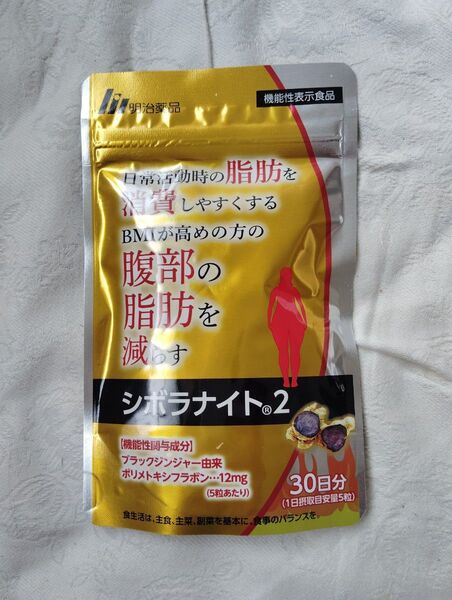 明治薬品
機能性表示食品
日常活動時の脂肪を
消費しやすくする
BMIが高めの方の
腹部の
脂肪を
減らす
シボラナイト®2
【機能性関与成分】
ブラックジンジャー由来
ポリメトキシフラボン…12mg
(5粒あたり)
30日分
(1日摂取目安量5粒)
食生活は、主食、主菜、副菜を基本に、食事のバランスを。